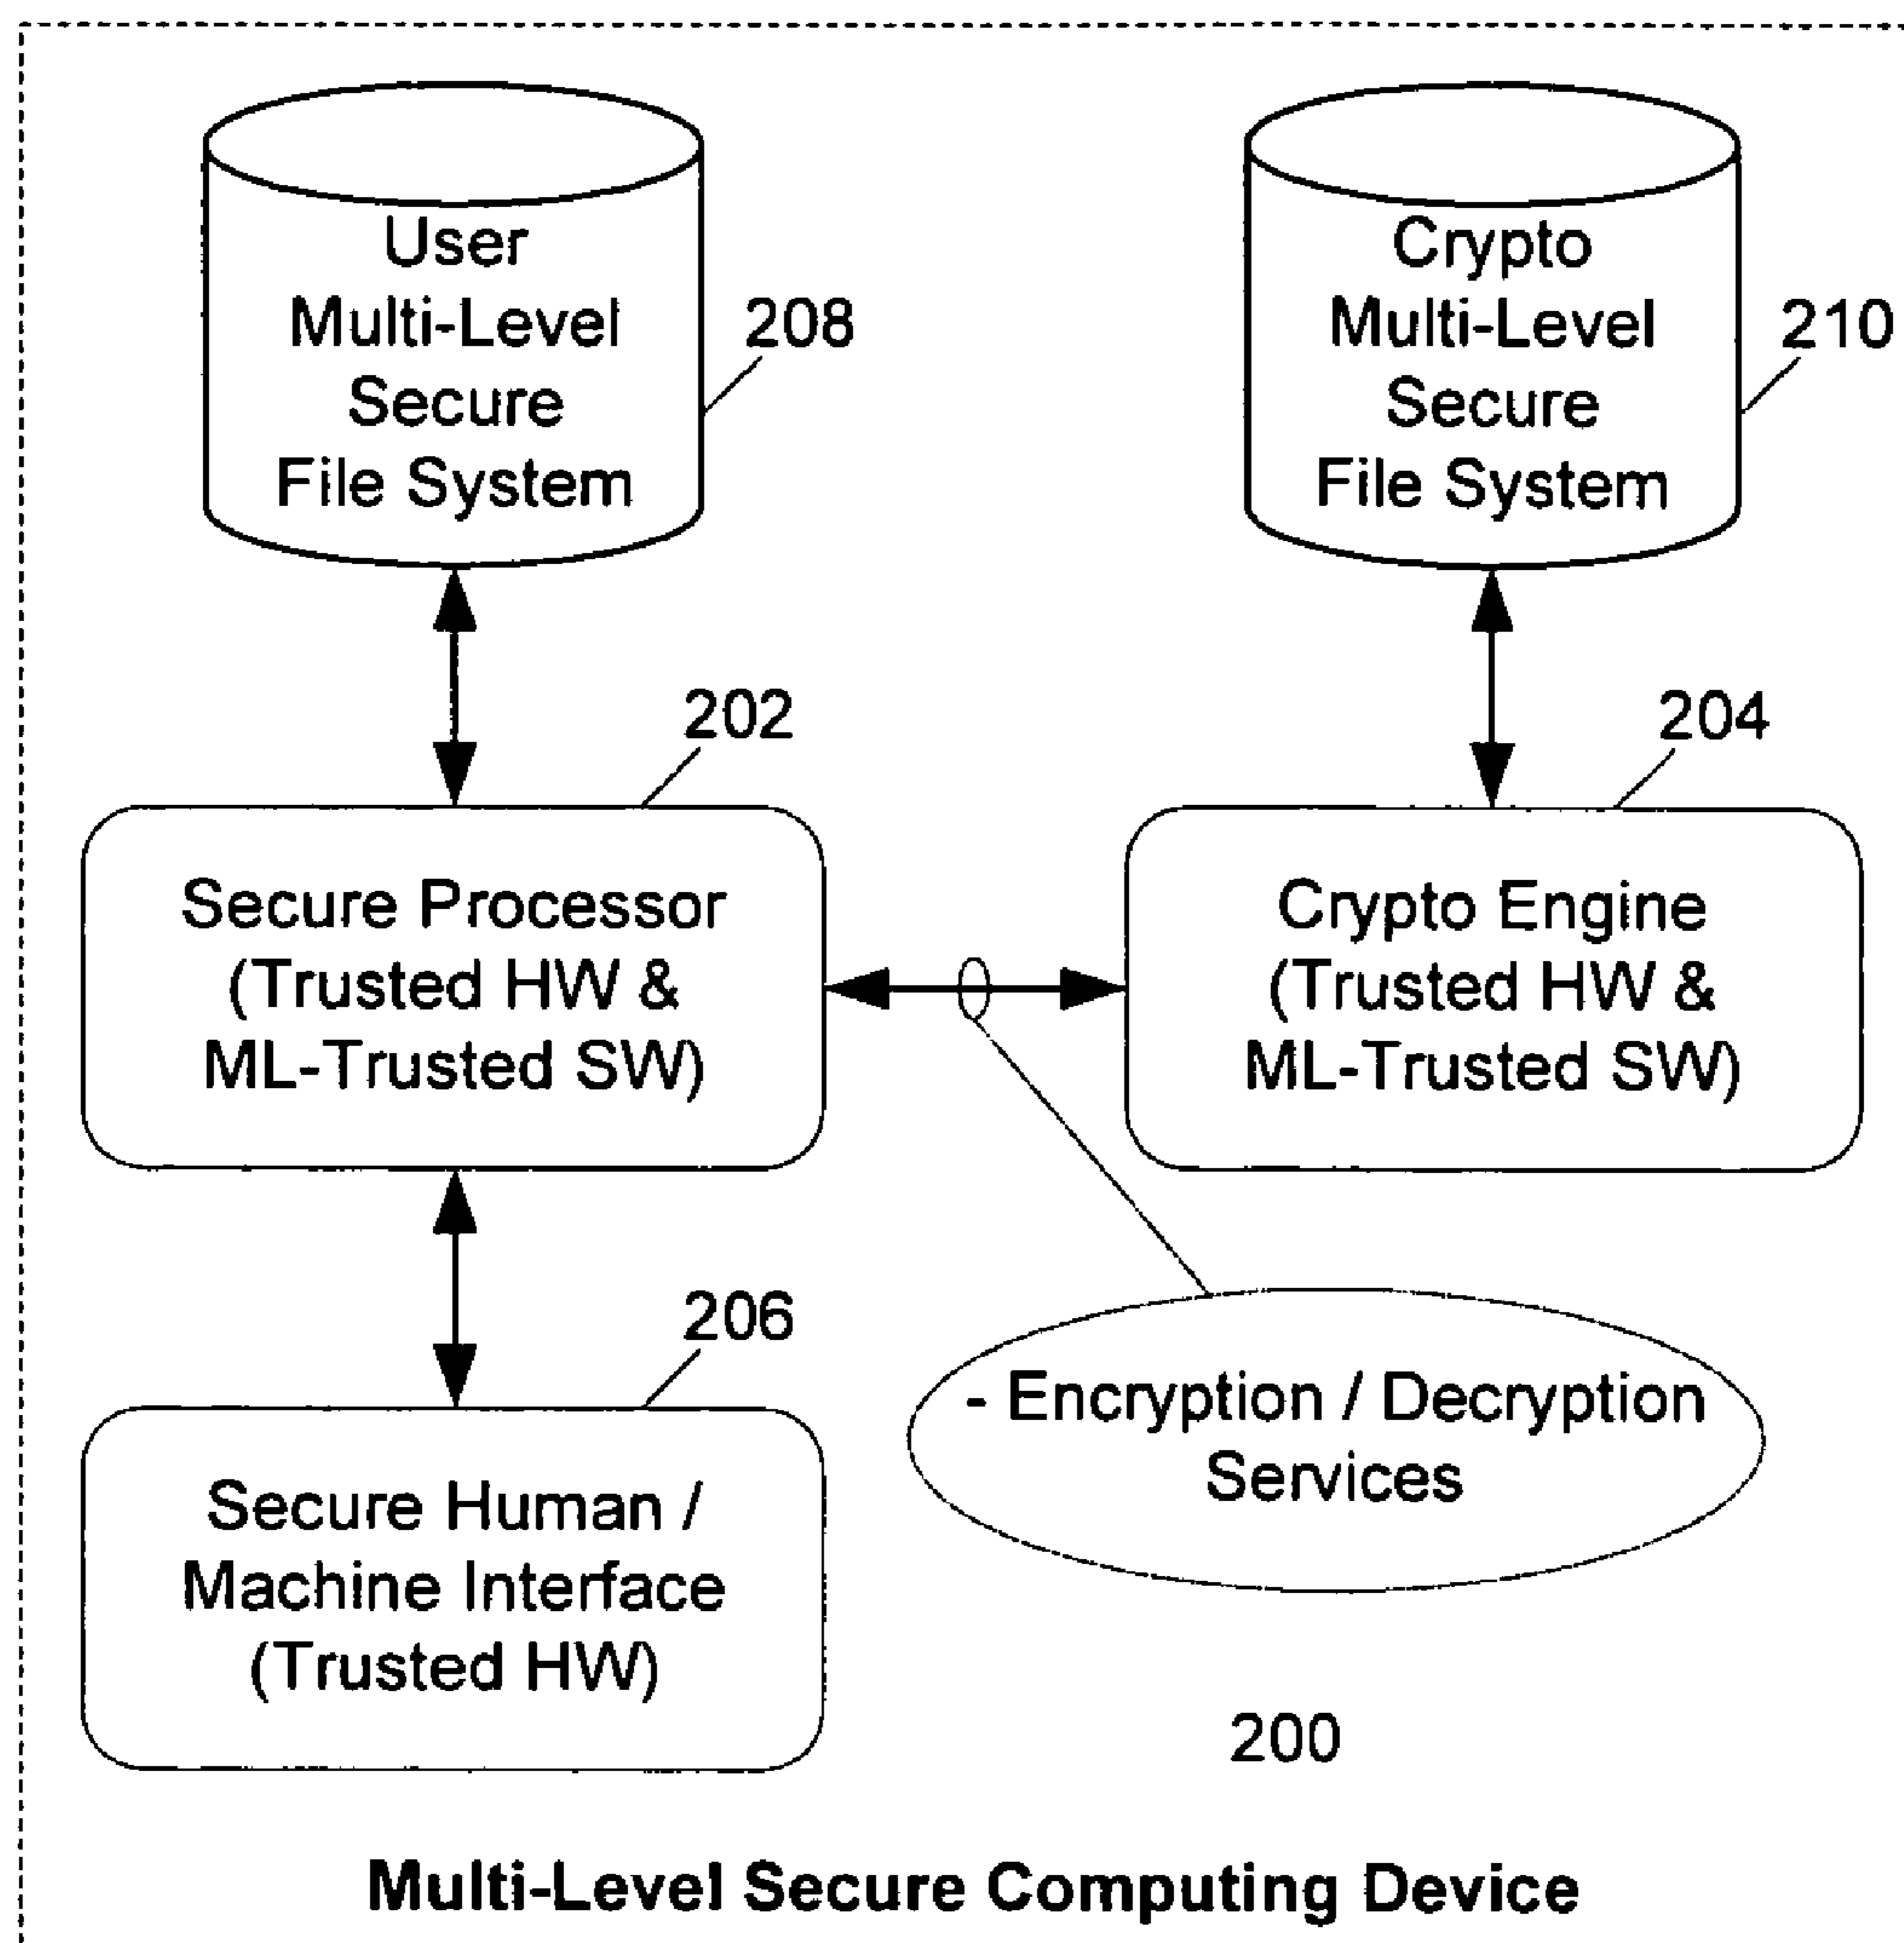 User
Multi-Level
Secure
File System
208
Crypto
Multi-Level
Secure
File System
210
202
204
Secure Processor
(Trusted HW &
ML-Trusted SW)
Crypto Engine
(Trusted HW &
ML-Trusted SW)
206
- Encryption / Decryption
Services
Secure Human /
Machine Interface
(Trusted HW)
200
Multi-Level Secure Computing Device